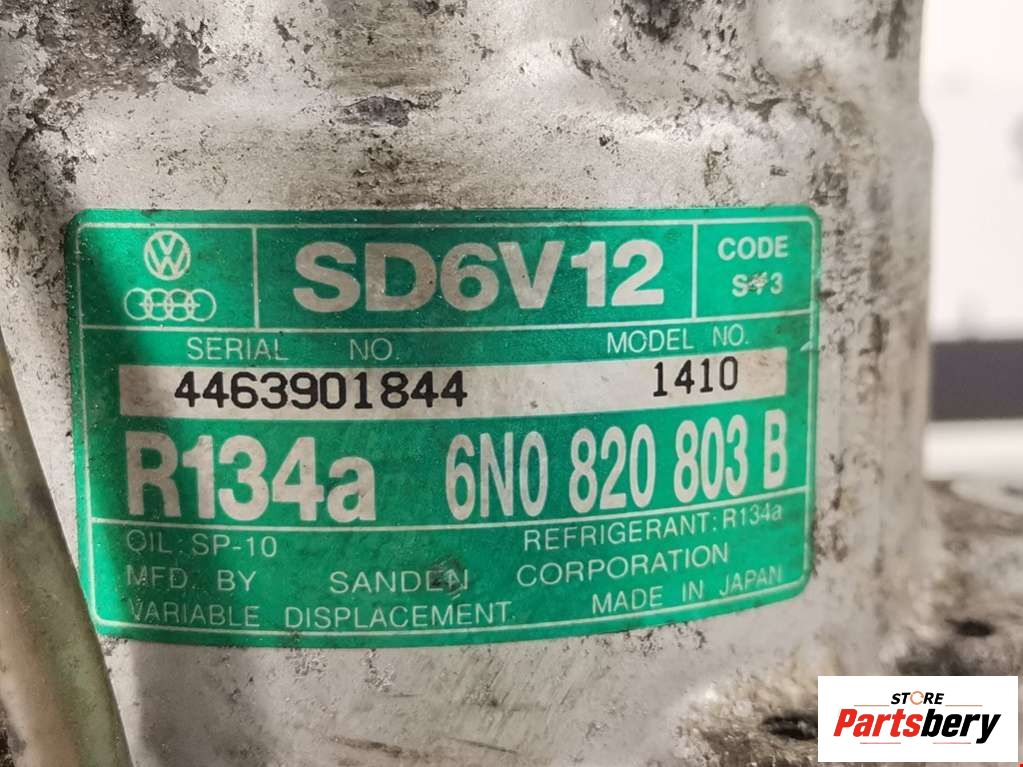 SD6V12
CODE
SERIAL NO.
MODEL NO.
4463901844
1410
R134a
6N0 820 803 B
OIL: SP-10
REFRIGERANT: R134a
MFD. BY SANDEN CORPORATION
VARIABLE DISPLACEMENT
MADE IN JAPAN
STORE
Partsbery